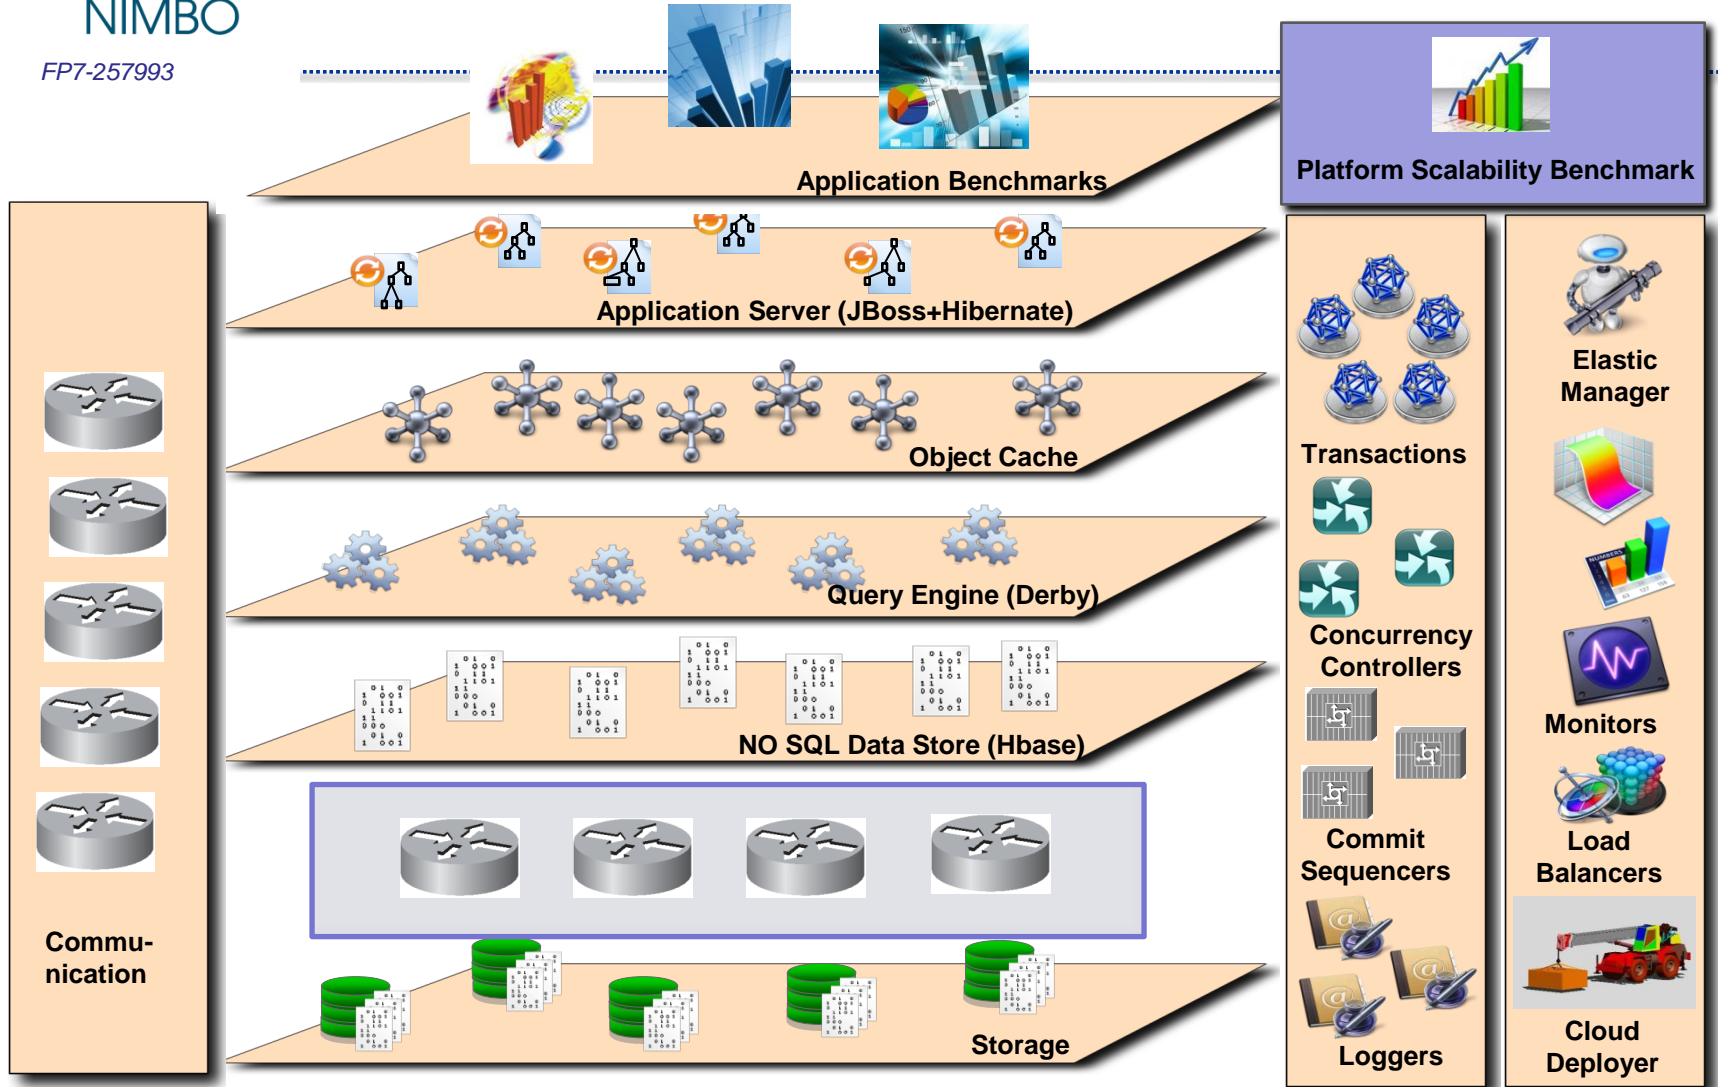 NIMBO
FP7-257993
Application Benchmarks
Platform Scalability Benchmark
Application Server (JBoss+Hibernate)
Object Cache
Query Engine (Derby)
NO SQL Data Store (Hbase)
Storage
Commu-
nication
Transactions
Concurrency
Controllers
Commit
Sequencers
Loggers
Elastic
Manager
NUMBERS
Monitors
Load
Balancers
Cloud
Deployer